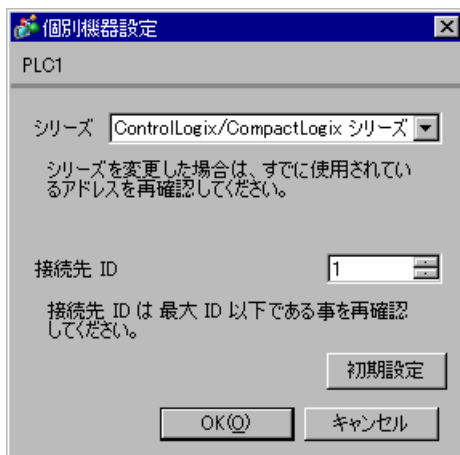 個別機器設定
PLC1
シリーズ ControlLogix/CompactLogix シリーズ
シリーズを変更した場合は、すでに使用されてい
るアドレスを再確認してください。
接続先 ID 1
接続先 ID は 最大 ID 以下である事を再確認
してください。
初期設定
OK(O) キャンセル